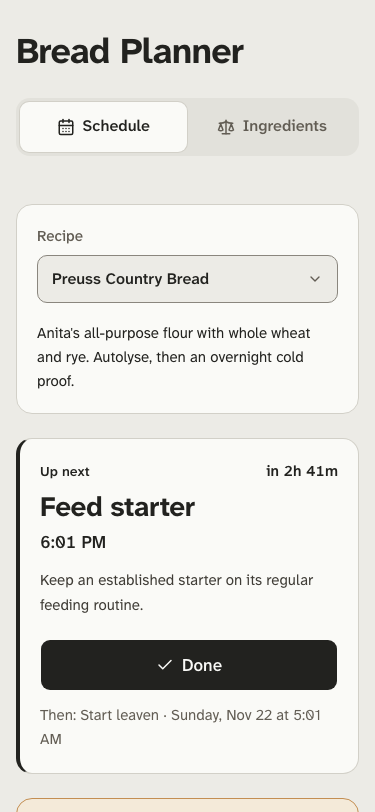 Bread Planner
Schedule
Ingredients
Recipe
Preuss Country Bread
Anita's all-purpose flour with whole wheat
and rye. Autolyse, then an overnight cold
proof.
Up next
in 2h 41m
Feed starter
6:01 PM
Keep an established starter on its regular
feeding routine.
Done
Then: Start leaven · Sunday, Nov 22 at 5:01
AM